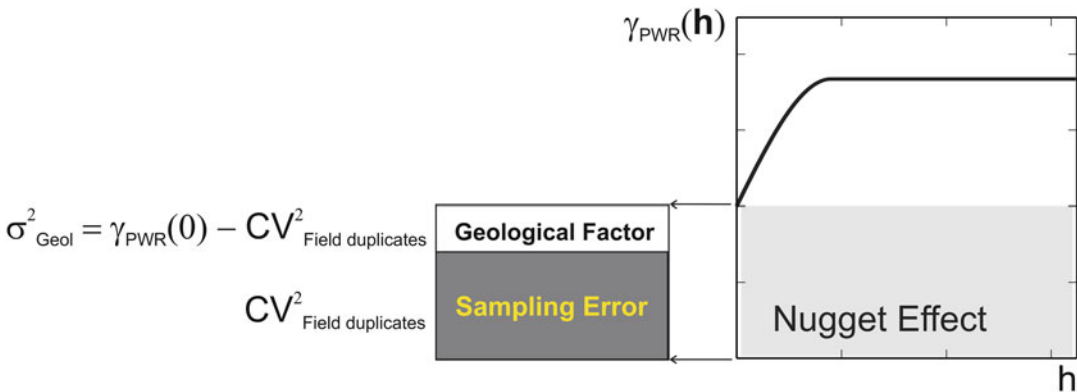 γPWR(h)
σ²Geol = γPWR(0) − CV²Field duplicates
Geological Factor
CV²Field duplicates
Sampling Error
Nugget Effect
h